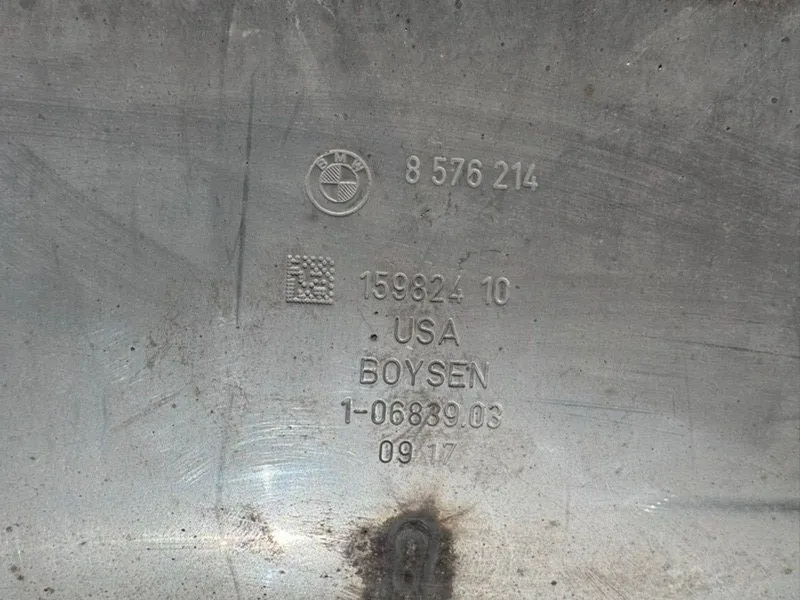 BMW 8 576 214
159824 10
USA
BOYSEN
1-06839.03
09 17